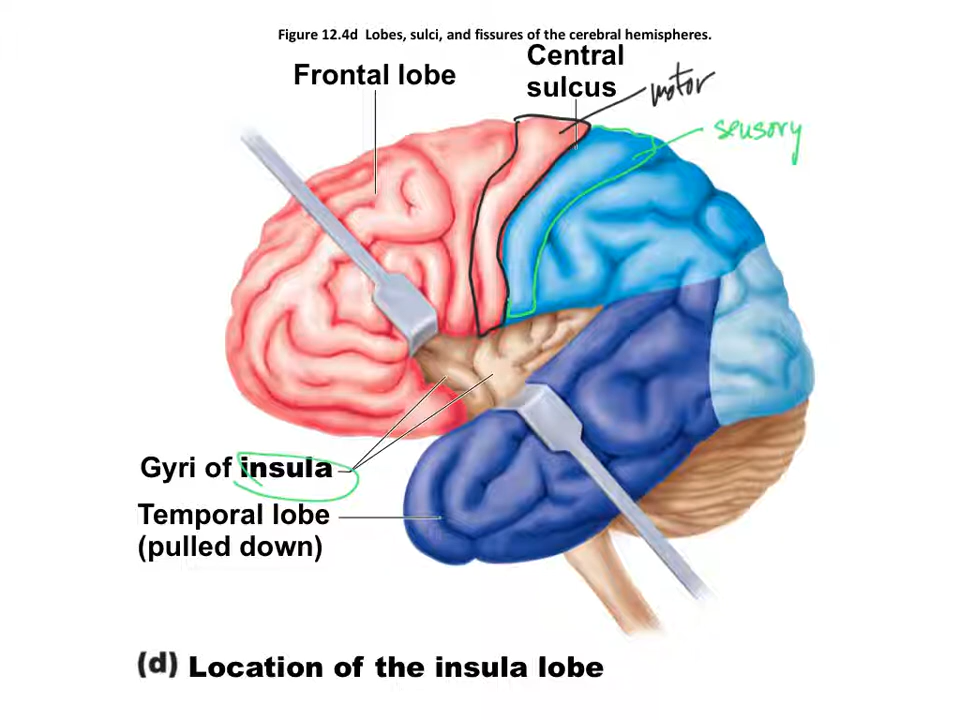 Figure 12.4d Lobes, sulci, and fissures of the cerebral hemispheres.
Central
sulcus
Frontal lobe
motor
sensory
Gyri of insula
Temporal lobe
(pulled down)
(d) Location of the insula lobe